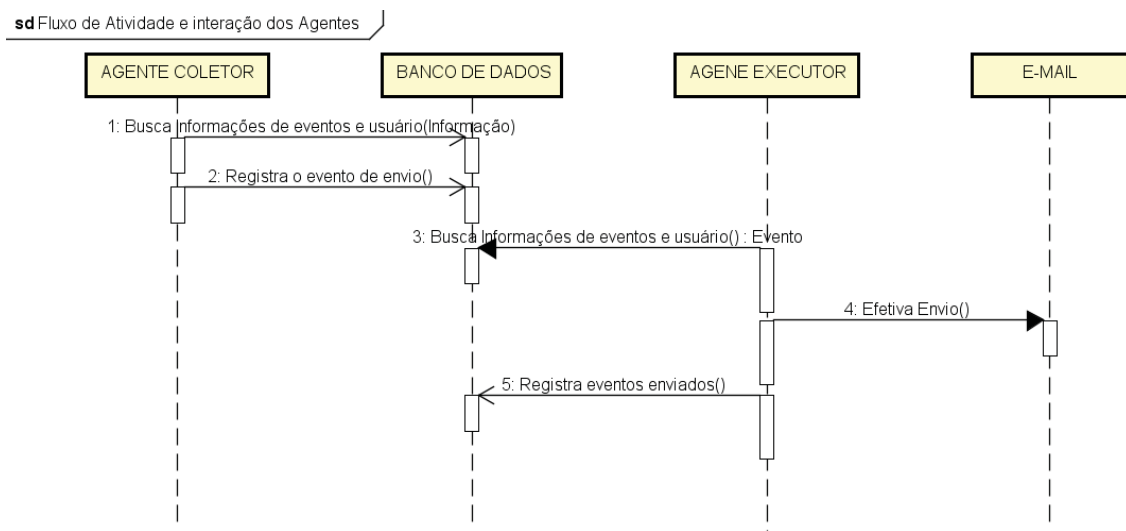 sd Fluxo de Atividade e interação dos Agentes
AGENTE COLETOR
BANCO DE DADOS
AGENE EXECUTOR
E-MAIL
1: Busca Informações de eventos e usuário(Informação)
2: Registra o evento de envio()
3: Busca Informações de eventos e usuário() : Evento
4: Efetiva Envio()
5: Registra eventos enviados()